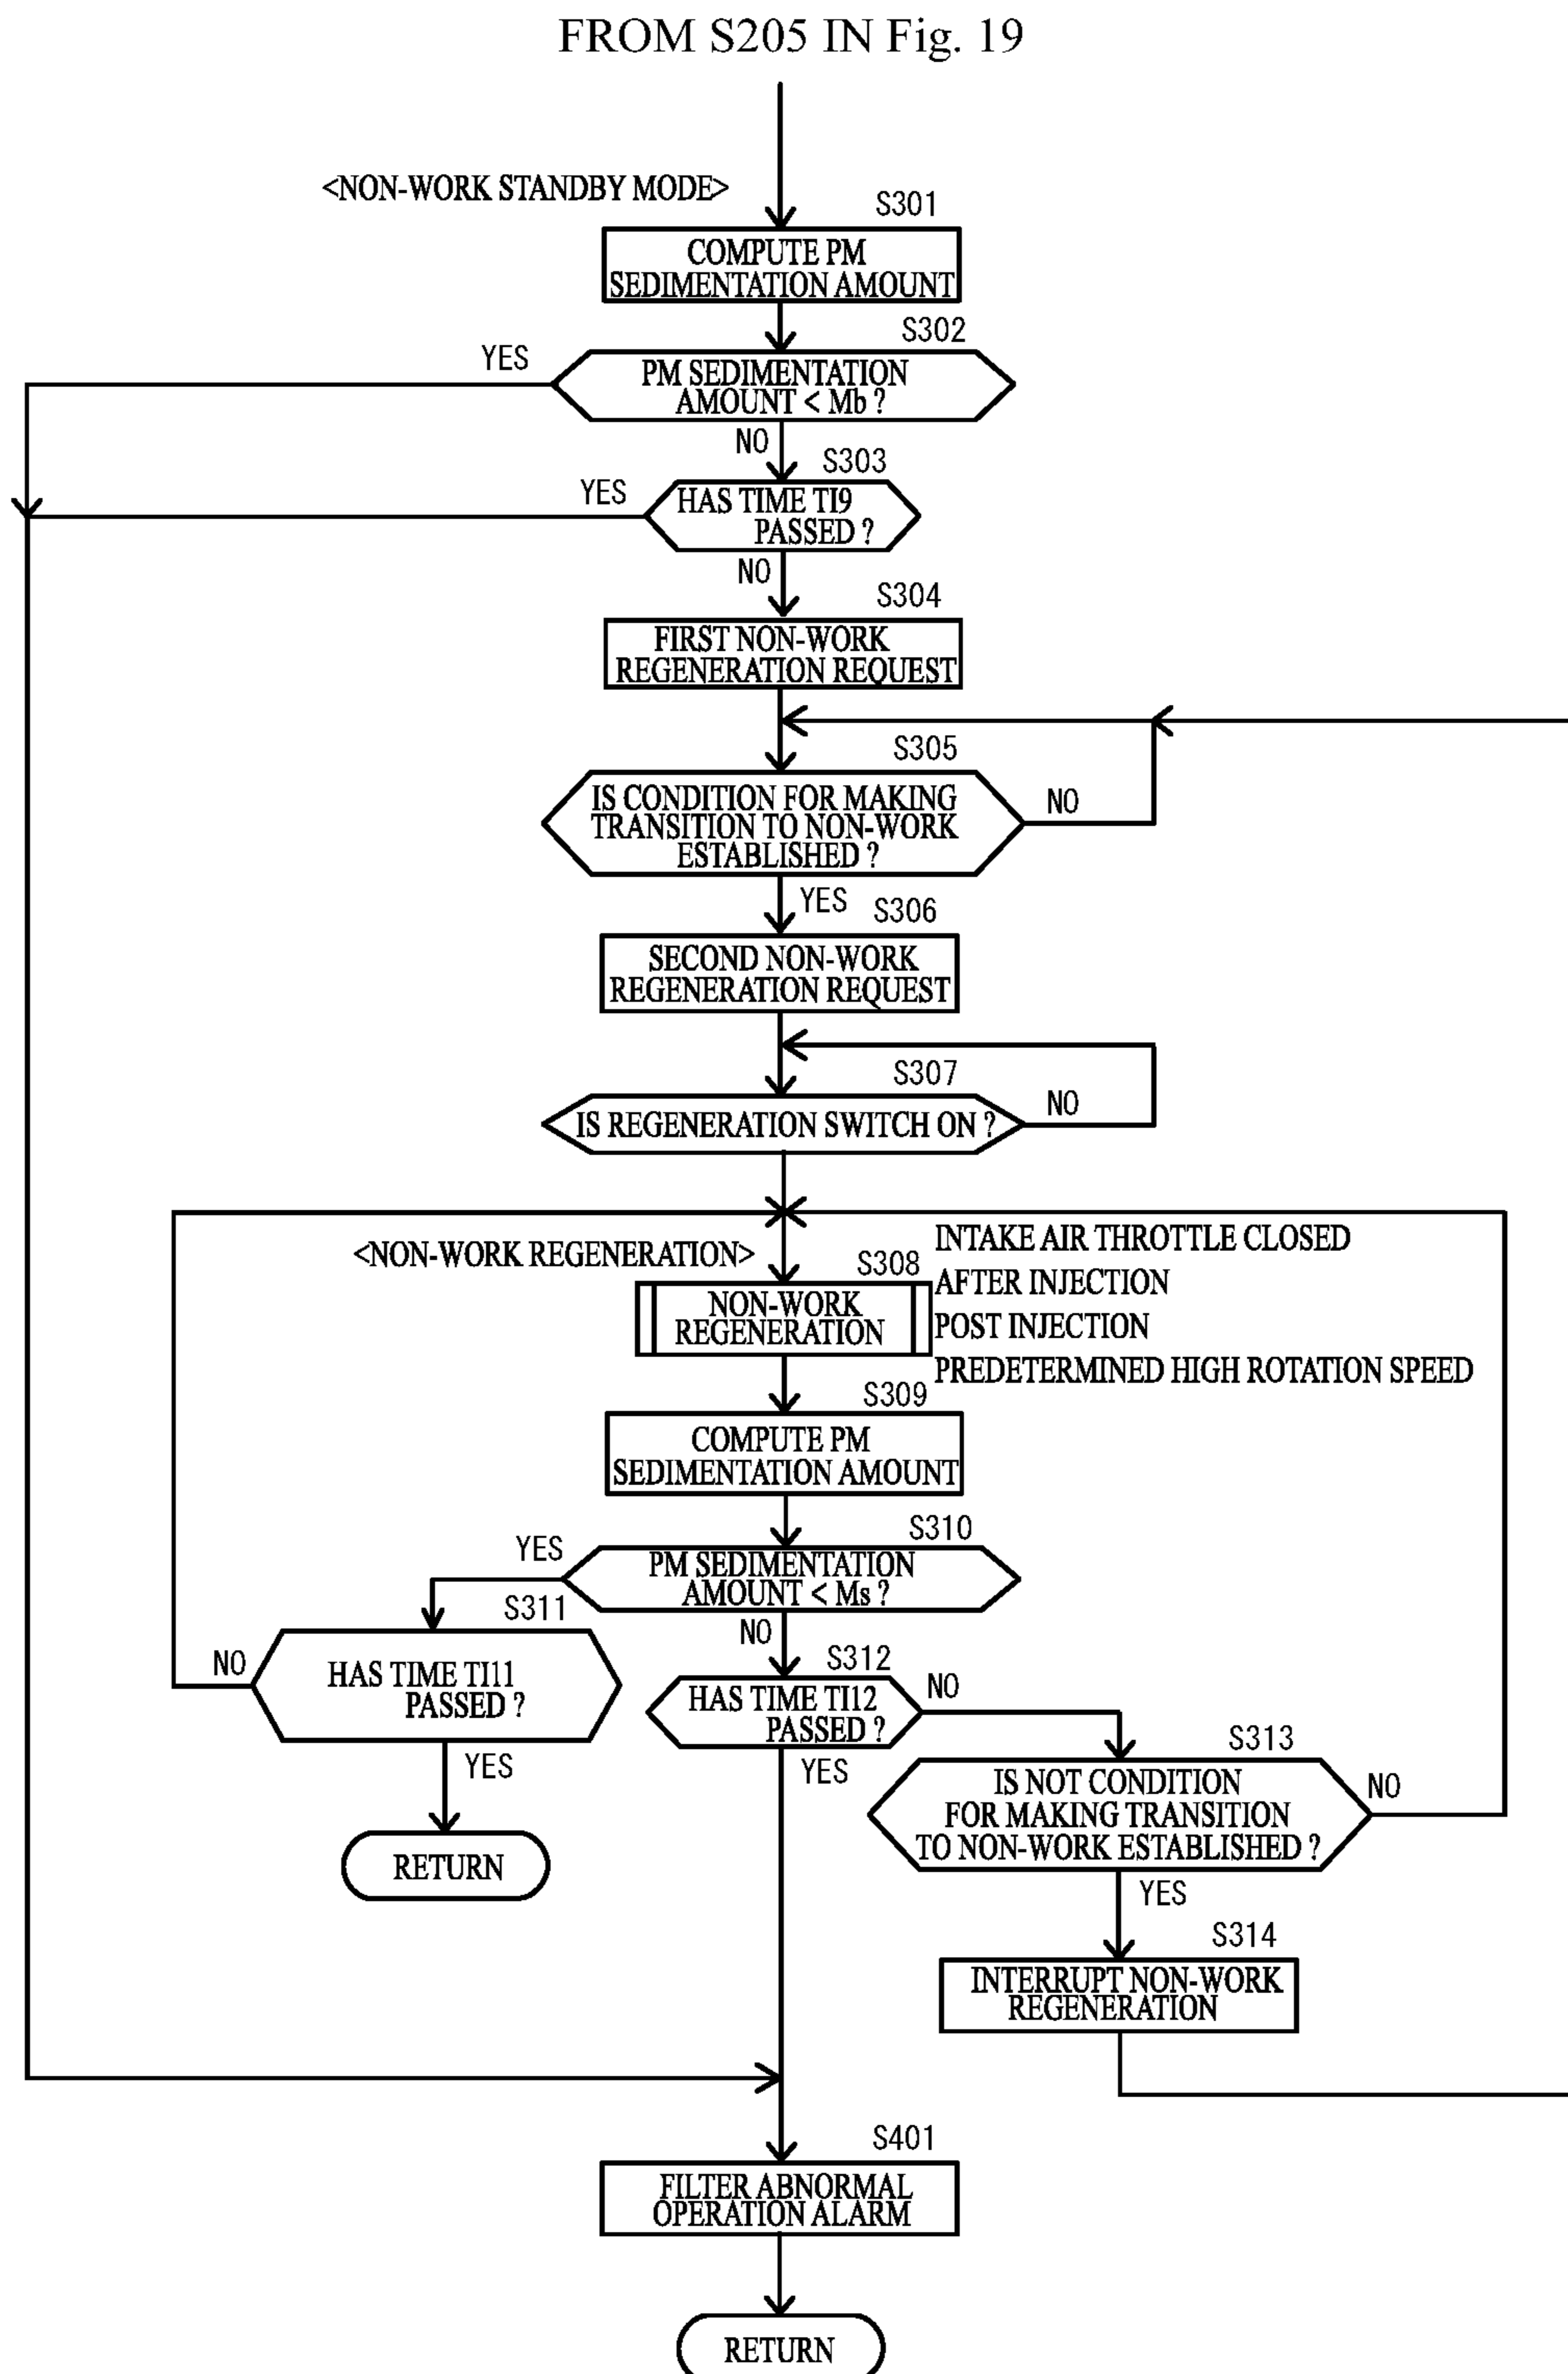 FROM S205 IN Fig. 19
<NON-WORK STANDBY MODE>
S301
COMPUTE PM
SEDIMENTATION AMOUNT
S302
YES
PM SEDIMENTATION
AMOUNT < Mb ?
NO
S303
YES
HAS TIME TI9
PASSED ?
NO
S304
FIRST NON-WORK
REGENERATION REQUEST
S305
IS CONDITION FOR MAKING
TRANSITION TO NON-WORK
ESTABLISHED ?
NO
YES
S306
SECOND NON-WORK
REGENERATION REQUEST
S307
IS REGENERATION SWITCH ON ?
NO
<NON-WORK REGENERATION>
S308
NON-WORK
REGENERATION
INTAKE AIR THROTTLE CLOSED
AFTER INJECTION
POST INJECTION
PREDETERMINED HIGH ROTATION SPEED
S309
COMPUTE PM
SEDIMENTATION AMOUNT
S310
YES
PM SEDIMENTATION
AMOUNT < Ms ?
NO
S311
NO
HAS TIME TI11
PASSED ?
YES
RETURN
S312
HAS TIME TI12
PASSED ?
NO
YES
S313
IS NOT CONDITION
FOR MAKING TRANSITION
TO NON-WORK ESTABLISHED ?
NO
YES
S314
INTERRUPT NON-WORK
REGENERATION
S401
FILTER ABNORMAL
OPERATION ALARM
RETURN